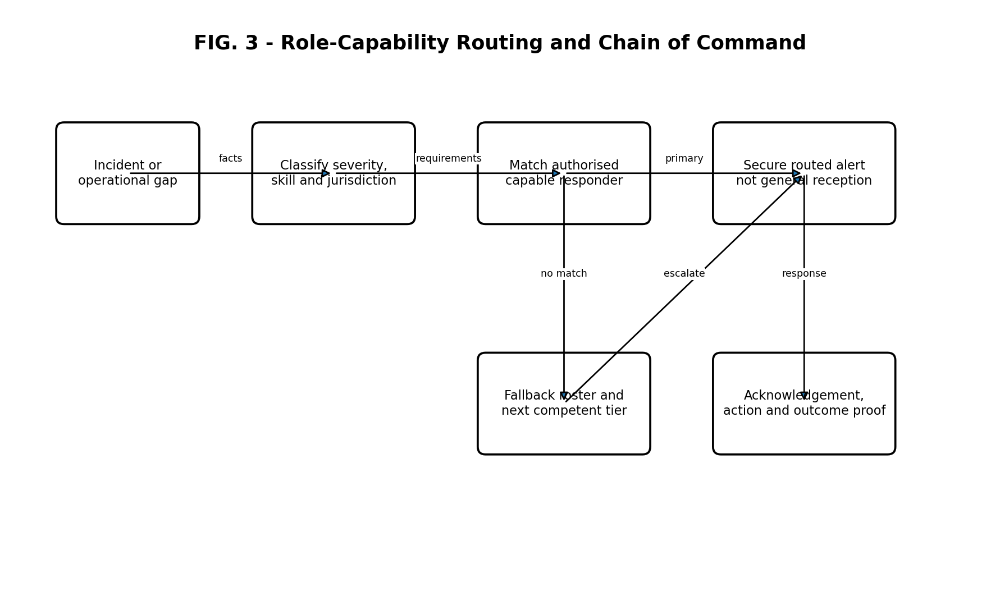 FIG. 3 - Role-Capability Routing and Chain of Command
Incident or
operational gap
facts
Classify severity,
skill and jurisdiction
requirements
Match authorised
capable responder
primary
Secure routed alert
not general reception
no match
escalate
response
Fallback roster and
next competent tier
Acknowledgement,
action and outcome proof